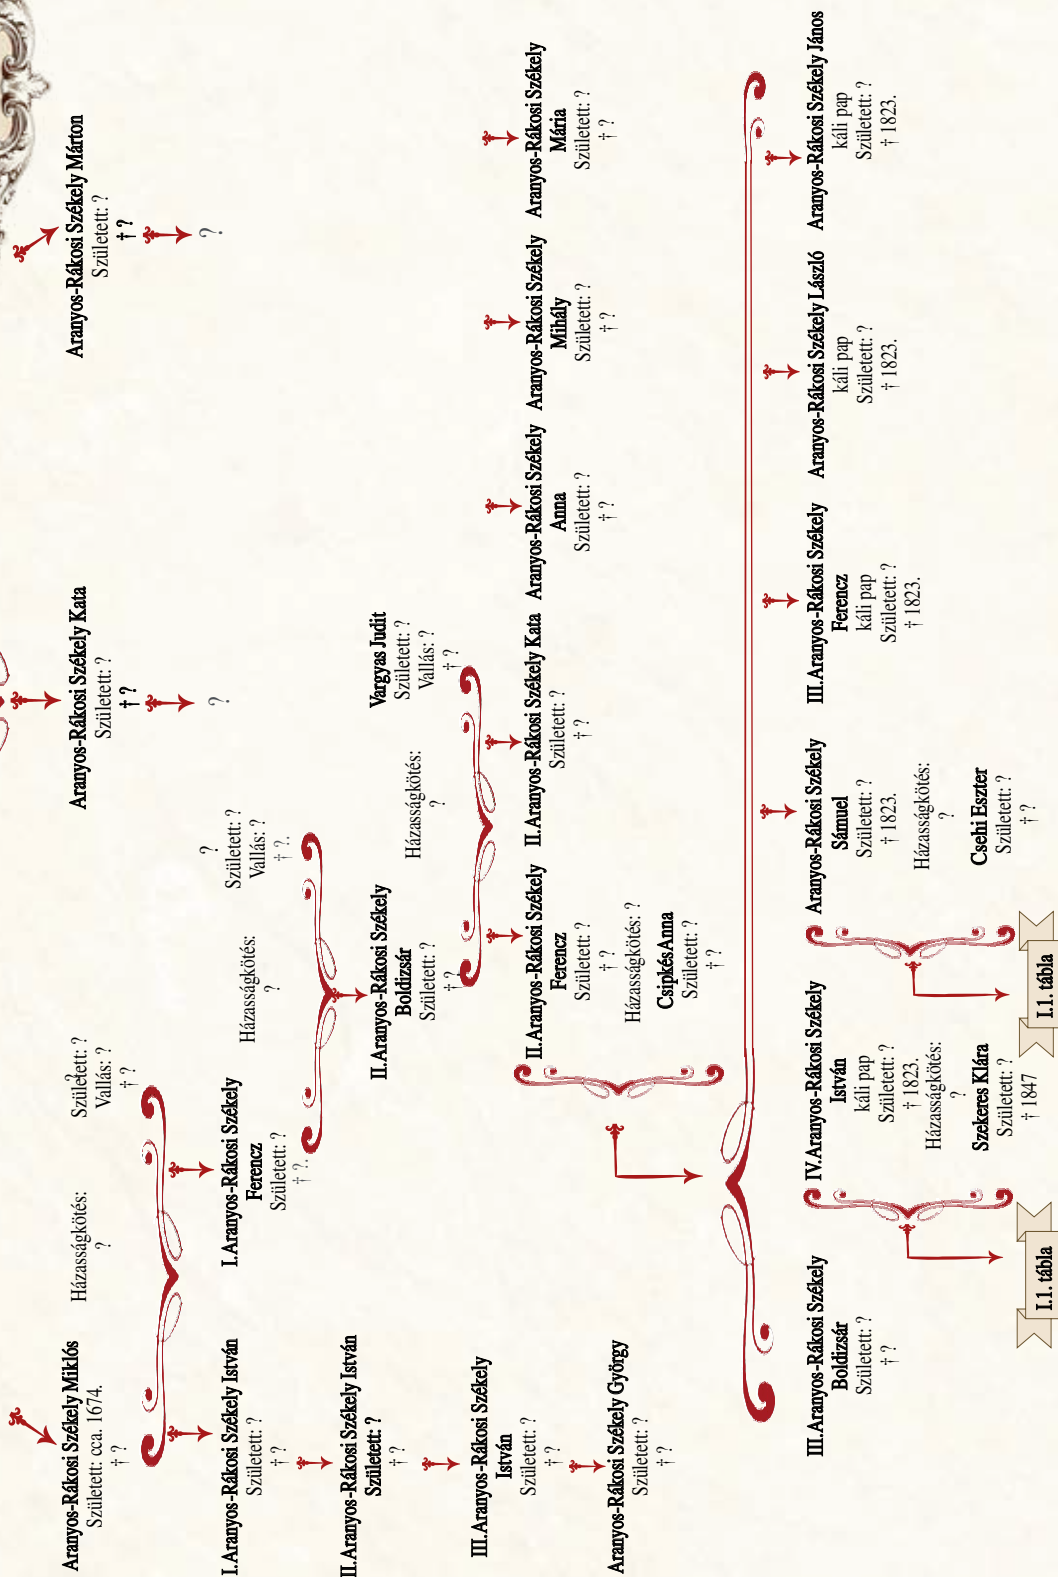 Aranyos-Rákosi Székely Miklós
Született: cca. 1674.
† ?
Házasságkötés:
?
?
Született: ?
Vallás: ?
† ?
Aranyos-Rákosi Székely Kata
Született: ?
† ?
?
Aranyos-Rákosi Székely Márton
Született: ?
† ?
?
I.Aranyos-Rákosi Székely István
Született: ?
† ?
I.Aranyos-Rákosi Székely
Ferencz
Született: ?
† ?.
Házasságkötés:
?
?
Született: ?
Vallás: ?
† ?.
II.Aranyos-Rákosi Székely István
Született: ?
† ?
II.Aranyos-Rákosi Székely
Boldizsár
Született: ?
† ?
Házasságkötés:
?
Vargyas Judit
Született: ?
Vallás: ?
† ?
III.Aranyos-Rákosi Székely
István
Született: ?
† ?
II.Aranyos-Rákosi Székely
Ferencz
Született: ?
† ?
Házasságkötés: ?
Csipkés Anna
Született: ?
† ?
II.Aranyos-Rákosi Székely Kata
Született: ?
† ?
Aranyos-Rákosi Székely
Anna
Született: ?
† ?
Aranyos-Rákosi Székely
Mihály
Született: ?
† ?
Aranyos-Rákosi Székely
Mária
Született: ?
† ?
Aranyos-Rákosi Székely György
Született: ?
† ?
III.Aranyos-Rákosi Székely
Boldizsár
Született: ?
† ?
IV.Aranyos-Rákosi Székely
István
káli pap
Született: ?
† 1823.
Házasságkötés:
?
Szekeres Klára
Született: ?
† 1847
Aranyos-Rákosi Székely
Sámuel
Született: ?
† 1823.
Házasságkötés:
?
Csehi Eszter
Született: ?
† ?
III.Aranyos-Rákosi Székely
Ferencz
káli pap
Született: ?
† 1823.
Aranyos-Rákosi Székely László
káli pap
Született: ?
† 1823.
Aranyos-Rákosi Székely János
káli pap
Született: ?
† 1823.
I.1. tábla
I.1. tábla